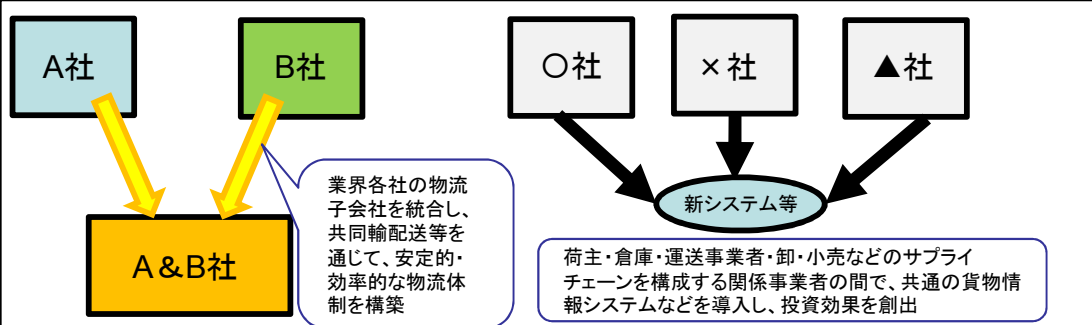 A社
B社
〇社
×社
▲社
業界各社の物流
子会社を統合し、
共同輸配送等を
通じて、安定的・
効率的な物流体
制を構築
A&B社
新システム等
荷主・倉庫・運送事業者・卸・小売などのサプライ
チェーンを構成する関係事業者の間で、共通の貨物情
報システムなどを導入し、投資効果を創出